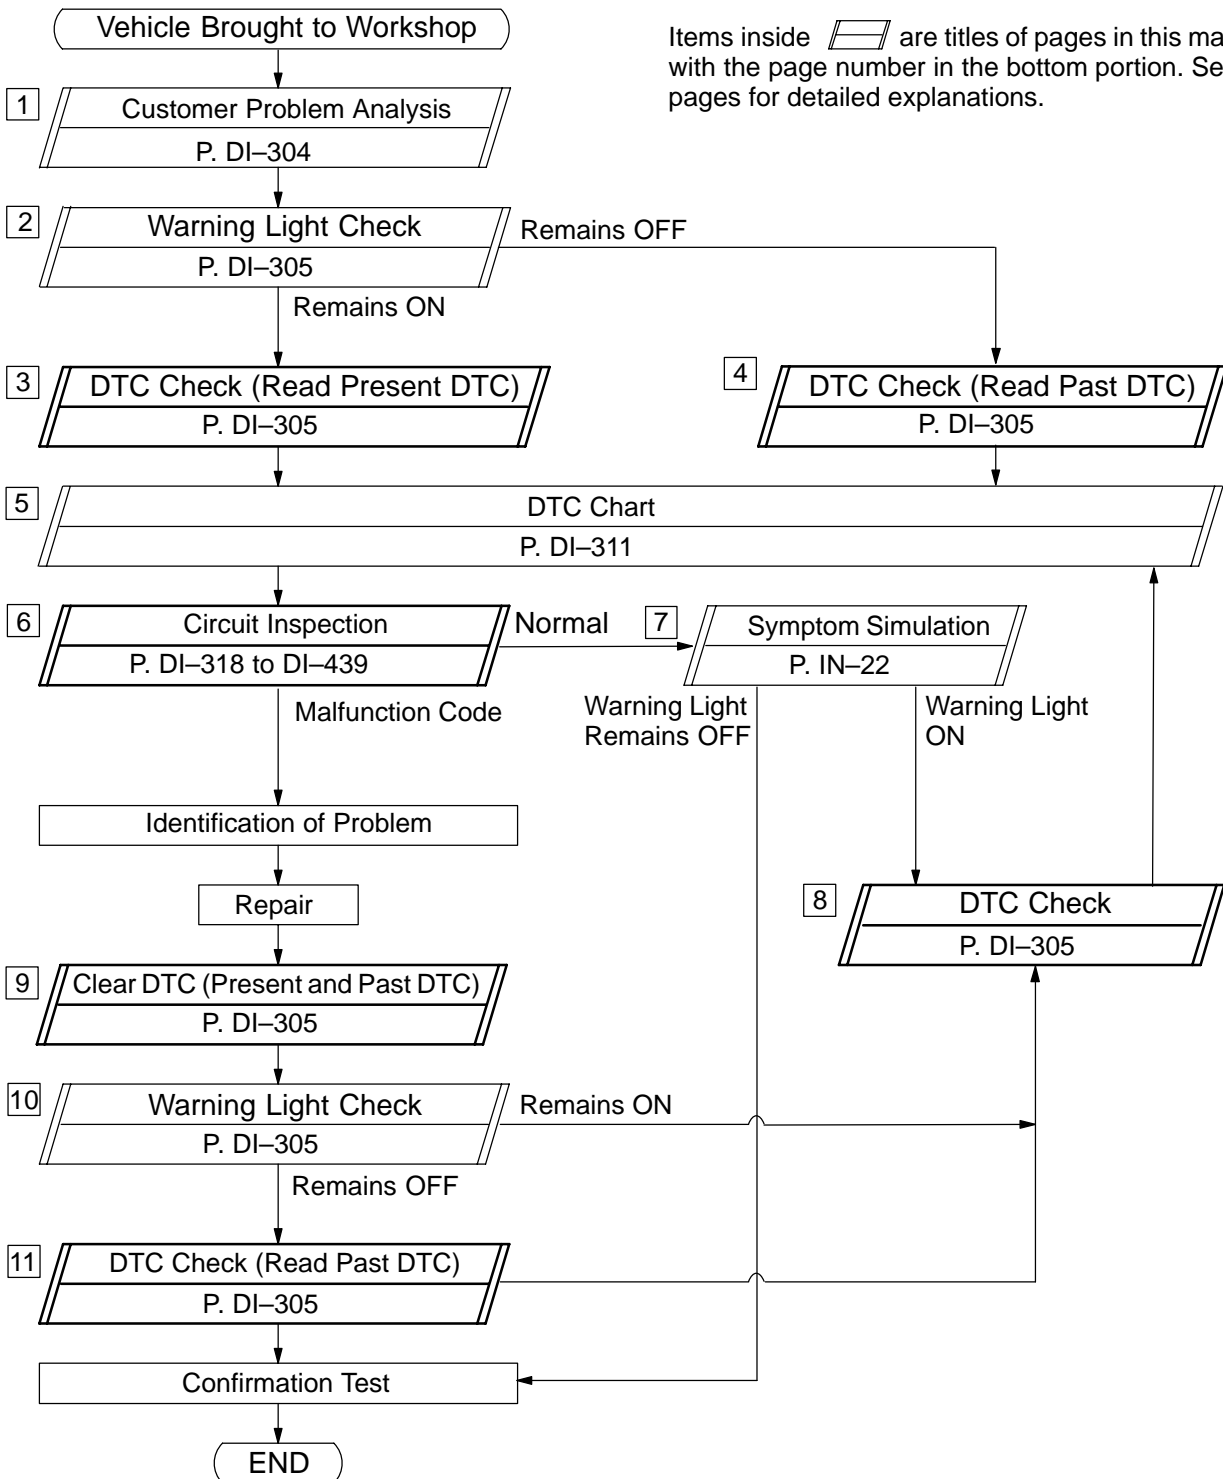 Vehicle Brought to Workshop
Items inside are titles of pages in this ma
with the page number in the bottom portion. Se
pages for detailed explanations.
1
Customer Problem Analysis
P. DI–304
2
Warning Light Check
P. DI–305
Remains OFF
Remains ON
3
DTC Check (Read Present DTC)
P. DI–305
4
DTC Check (Read Past DTC)
P. DI–305
5
DTC Chart
P. DI–311
6
Circuit Inspection
P. DI–318 to DI–439
Normal
7
Symptom Simulation
P. IN–22
Malfunction Code
Warning Light
Remains OFF
Warning Light
ON
Identification of Problem
Repair
8
DTC Check
P. DI–305
9
Clear DTC (Present and Past DTC)
P. DI–305
10
Warning Light Check
P. DI–305
Remains ON
Remains OFF
11
DTC Check (Read Past DTC)
P. DI–305
Confirmation Test
END